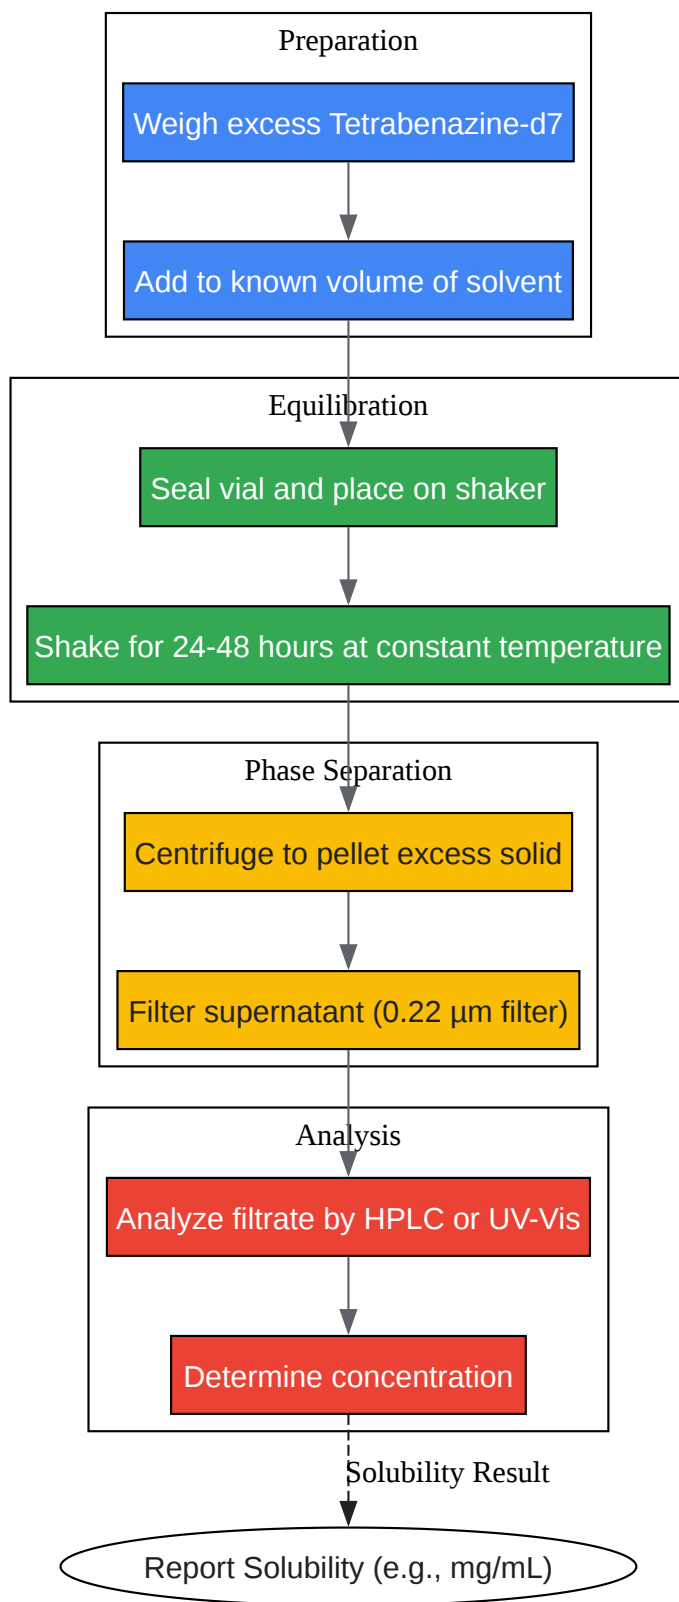 Preparation
Weigh excess Tetrabenazine-d7
Add to known volume of solvent
Equilibration
Seal vial and place on shaker
Shake for 24-48 hours at constant temperature
Phase Separation
Centrifuge to pellet excess solid
Filter supernatant (0.22 µm filter)
Analysis
Analyze filtrate by HPLC or UV-Vis
Determine concentration
Solubility Result
Report Solubility (e.g., mg/mL)